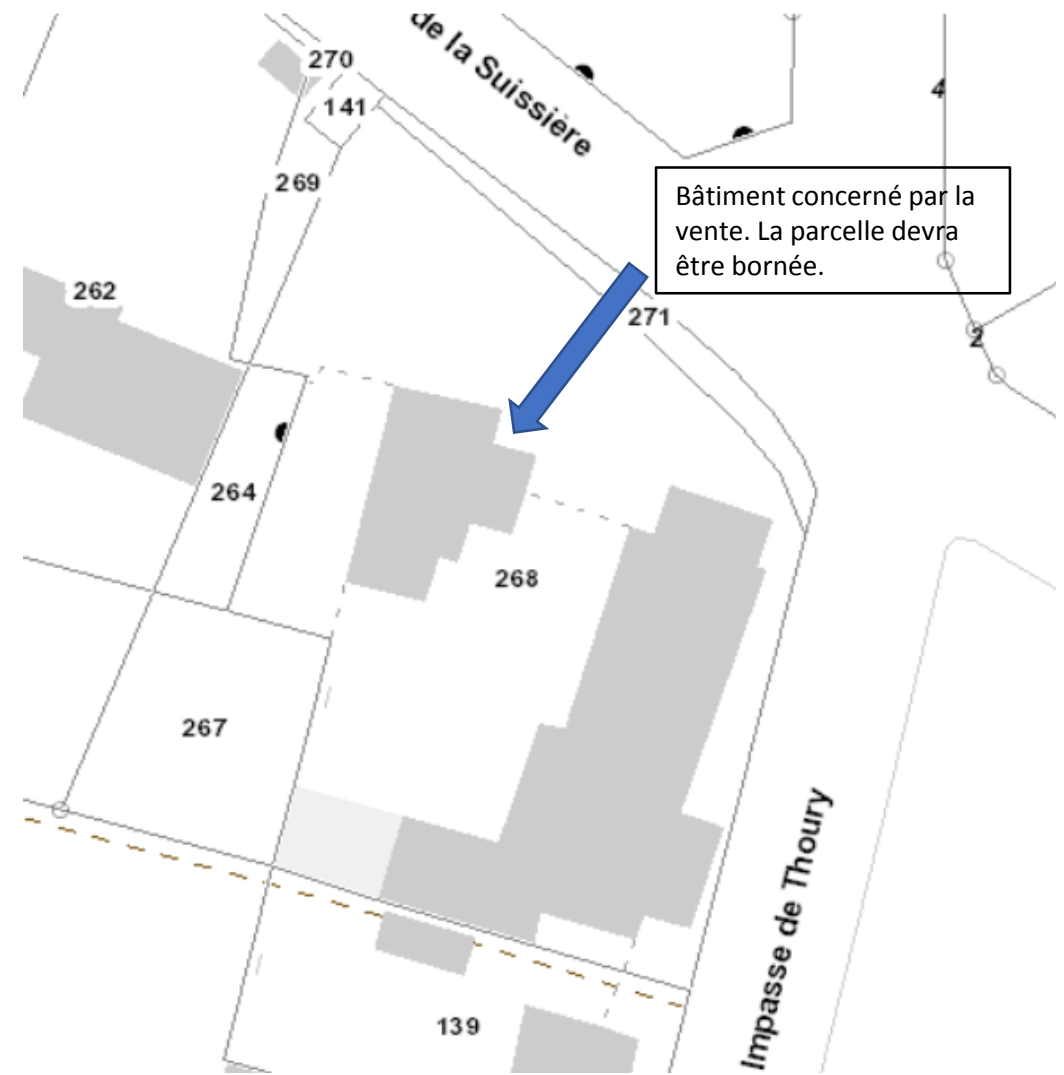 270
de la Suissière
141
4
269
Bâtiment concerné par la
vente. La parcelle devra
être bornée.
262
271
2
264
268
267
Impasse de Thoury
139